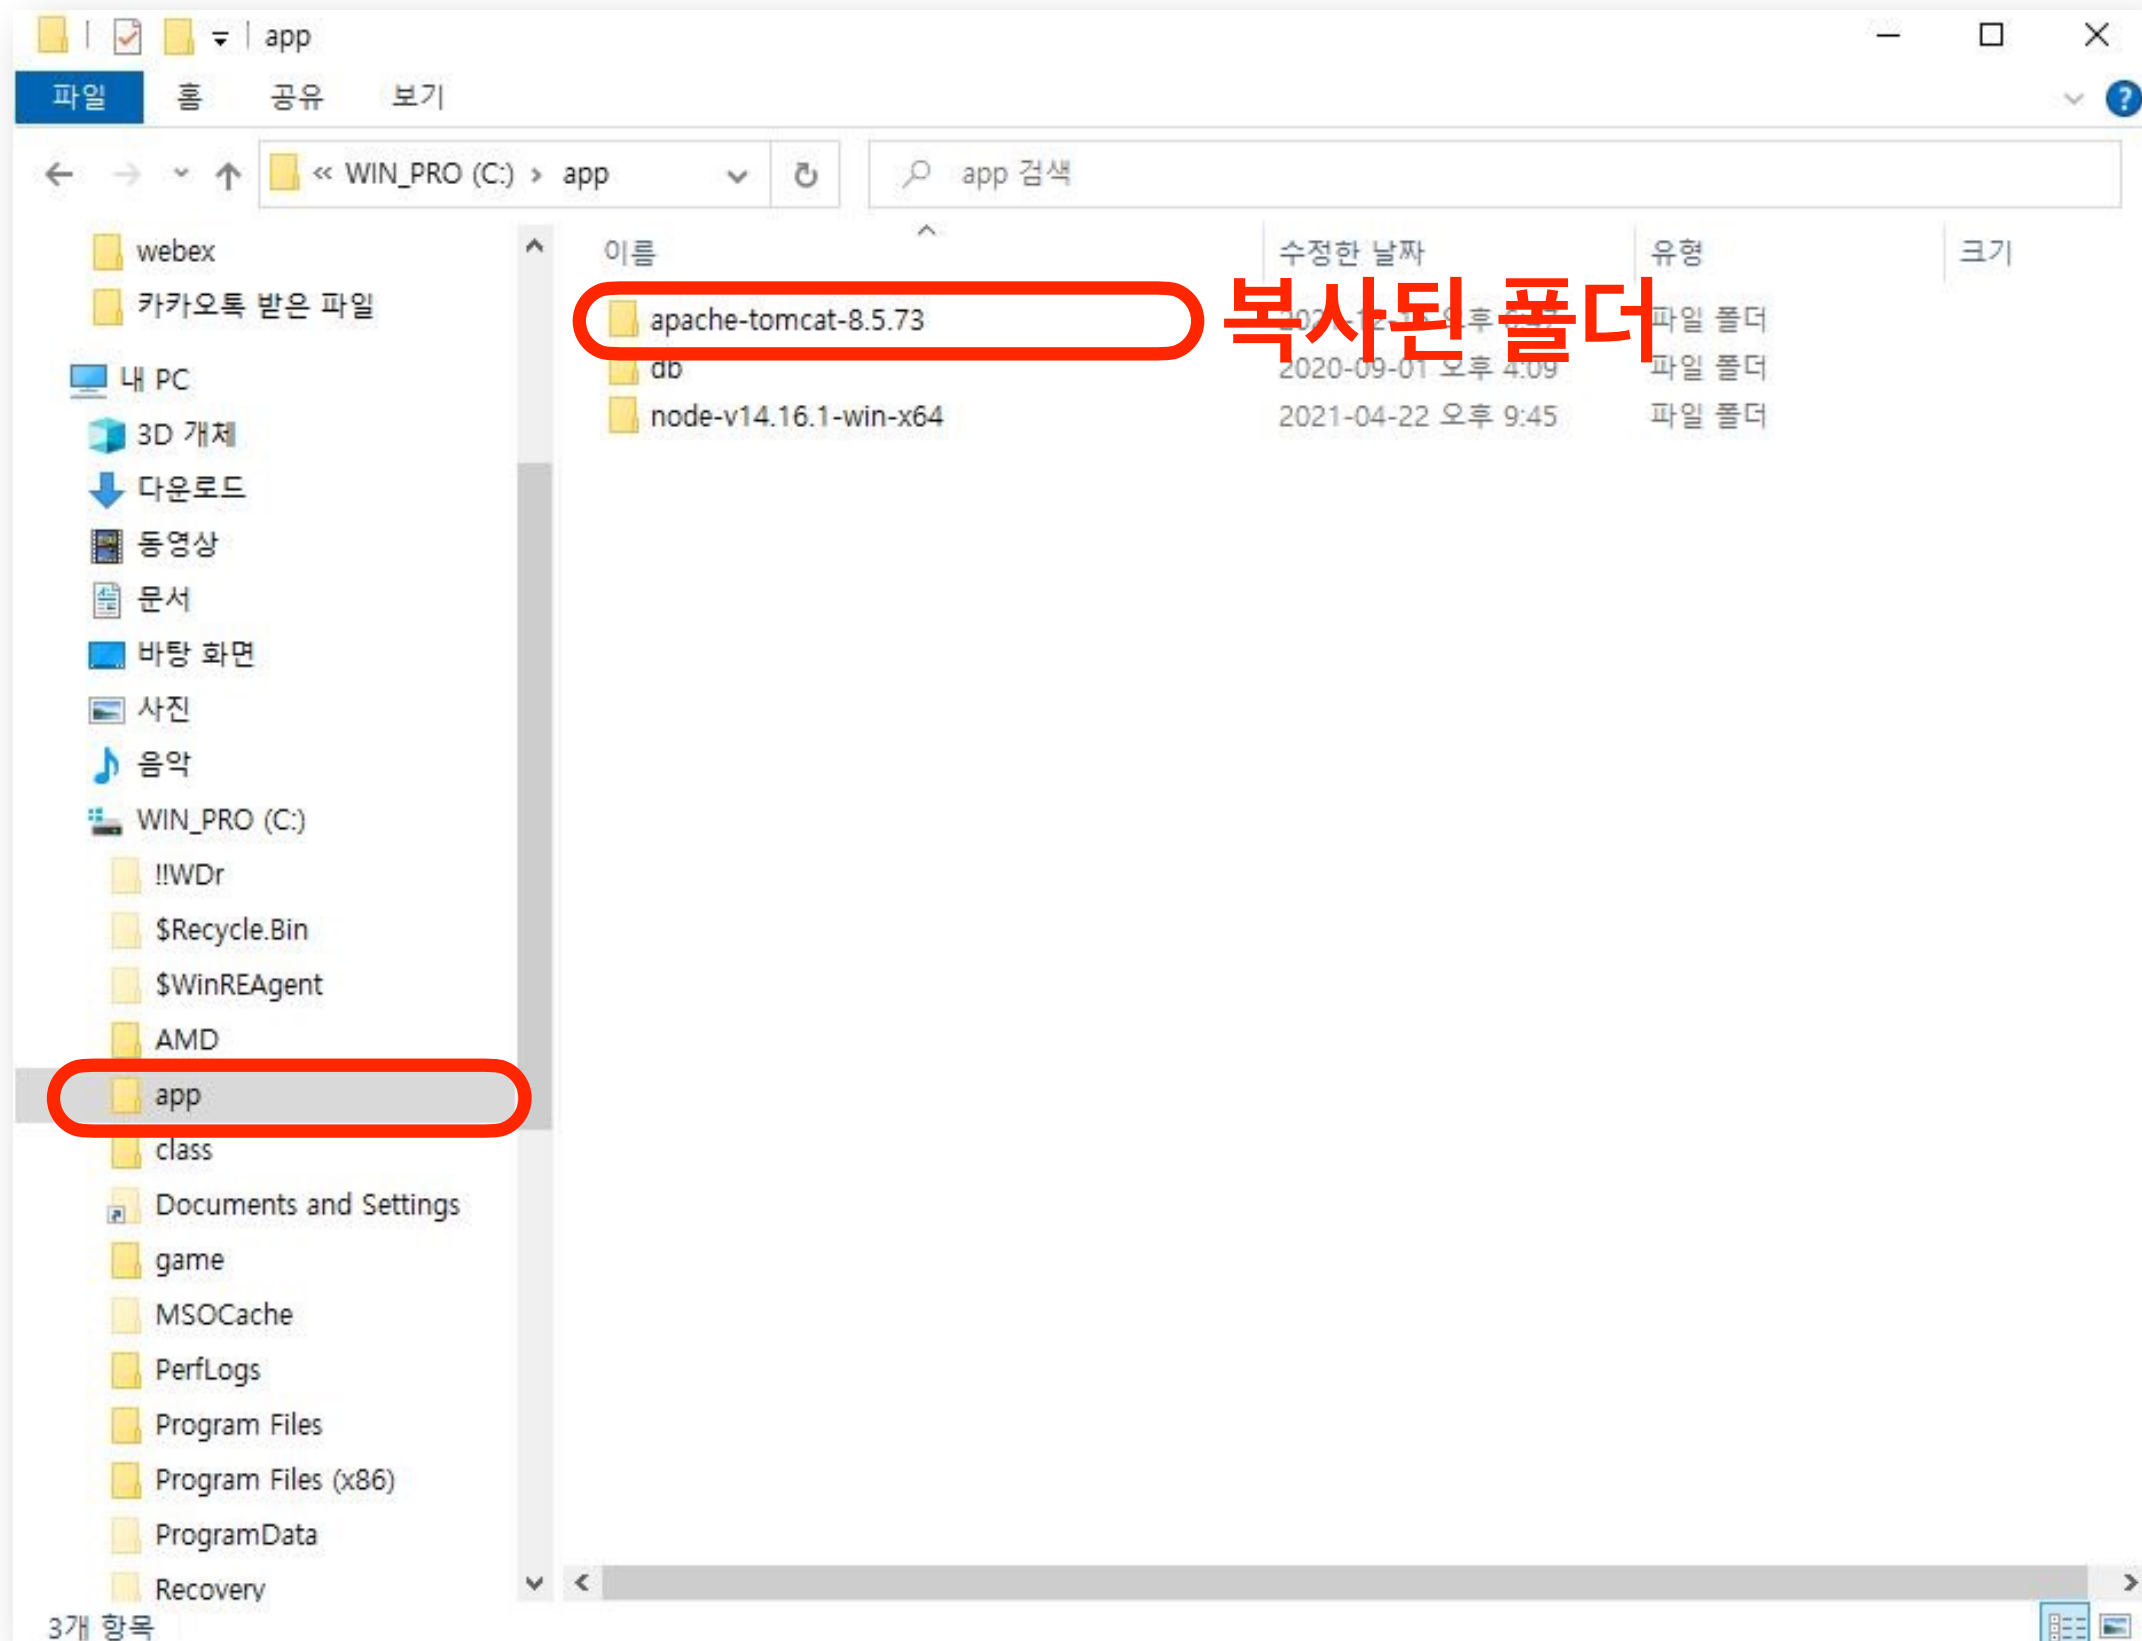 app
파일 홈 공유 보기
« WIN_PRO (C:) › app
app 검색
webex
카카오톡 받은 파일
내 PC
3D 개체
다운로드
동영상
문서
바탕 화면
사진
음악
WIN_PRO (C:)
!!WDr
$Recycle.Bin
$WinREAgent
AMD
app
class
Documents and Settings
game
MSOCache
PerfLogs
Program Files
Program Files (x86)
ProgramData
Recovery
이름 수정한 날짜 유형 크기
apache-tomcat-8.5.73 오후 파일 폴더
복사된 폴더
db 2020-09-01 오후 4:09 파일 폴더
node-v14.16.1-win-x64 2021-04-22 오후 9:45 파일 폴더
3개 항목